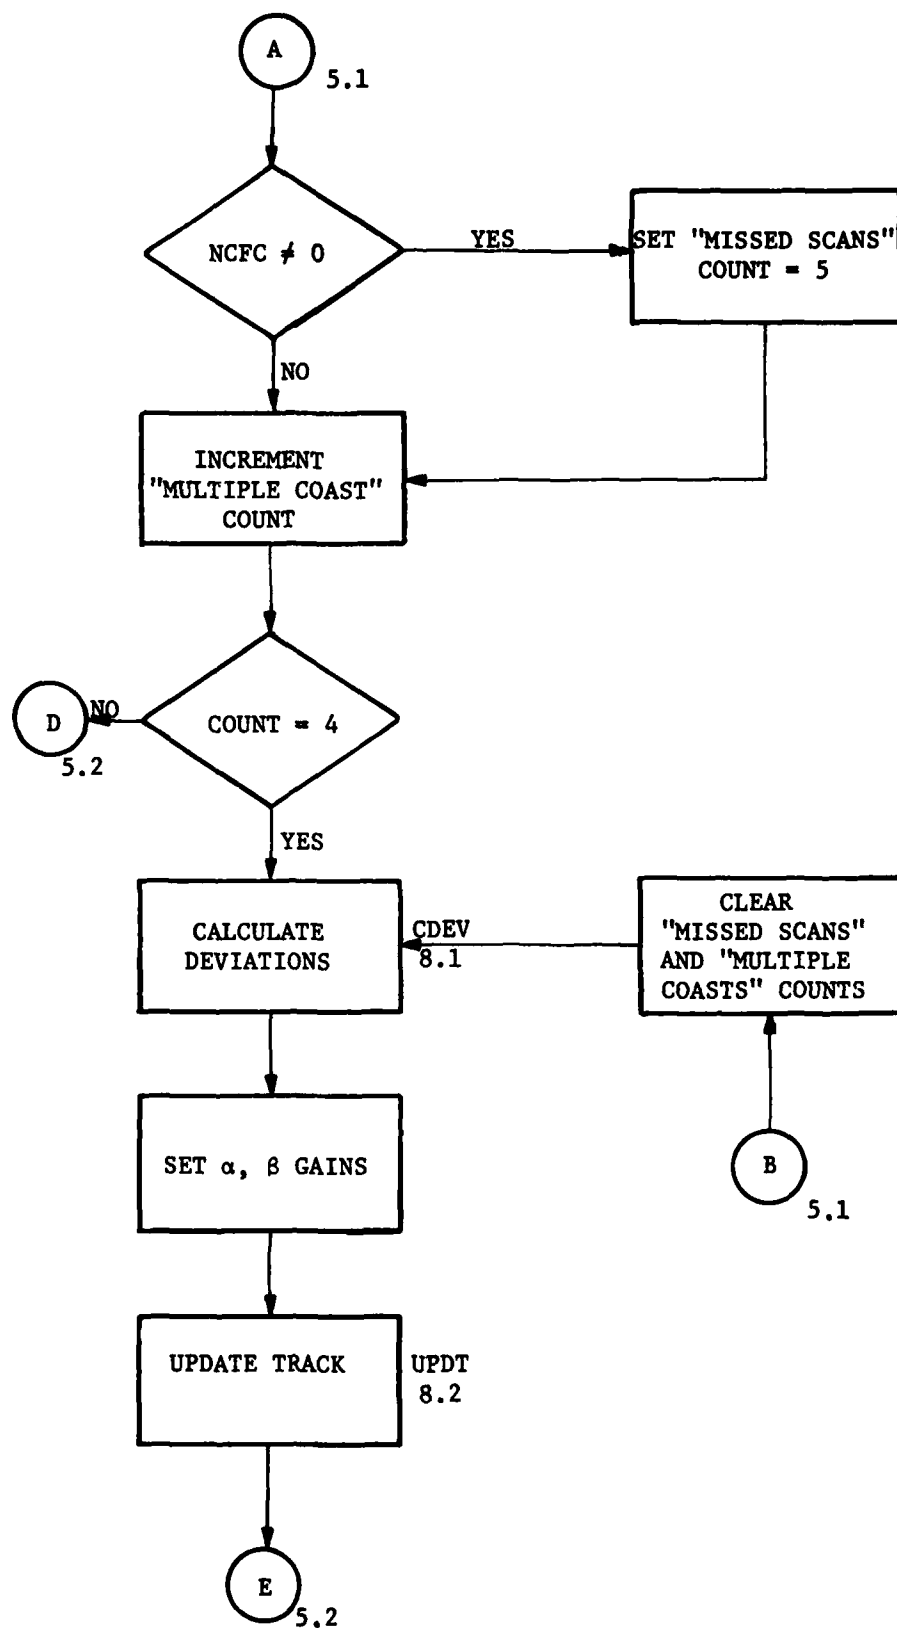 A
5.1
NCFC ≠ 0
YES
SET "MISSED SCANS"
COUNT = 5
NO
INCREMENT
"MULTIPLE COAST"
COUNT
D
NO
5.2
COUNT = 4
YES
CALCULATE
DEVIATIONS
CDEV
8.1
CLEAR
"MISSED SCANS"
AND "MULTIPLE
COASTS" COUNTS
SET α, β GAINS
B
5.1
UPDATE TRACK
UPDT
8.2
E
5.2